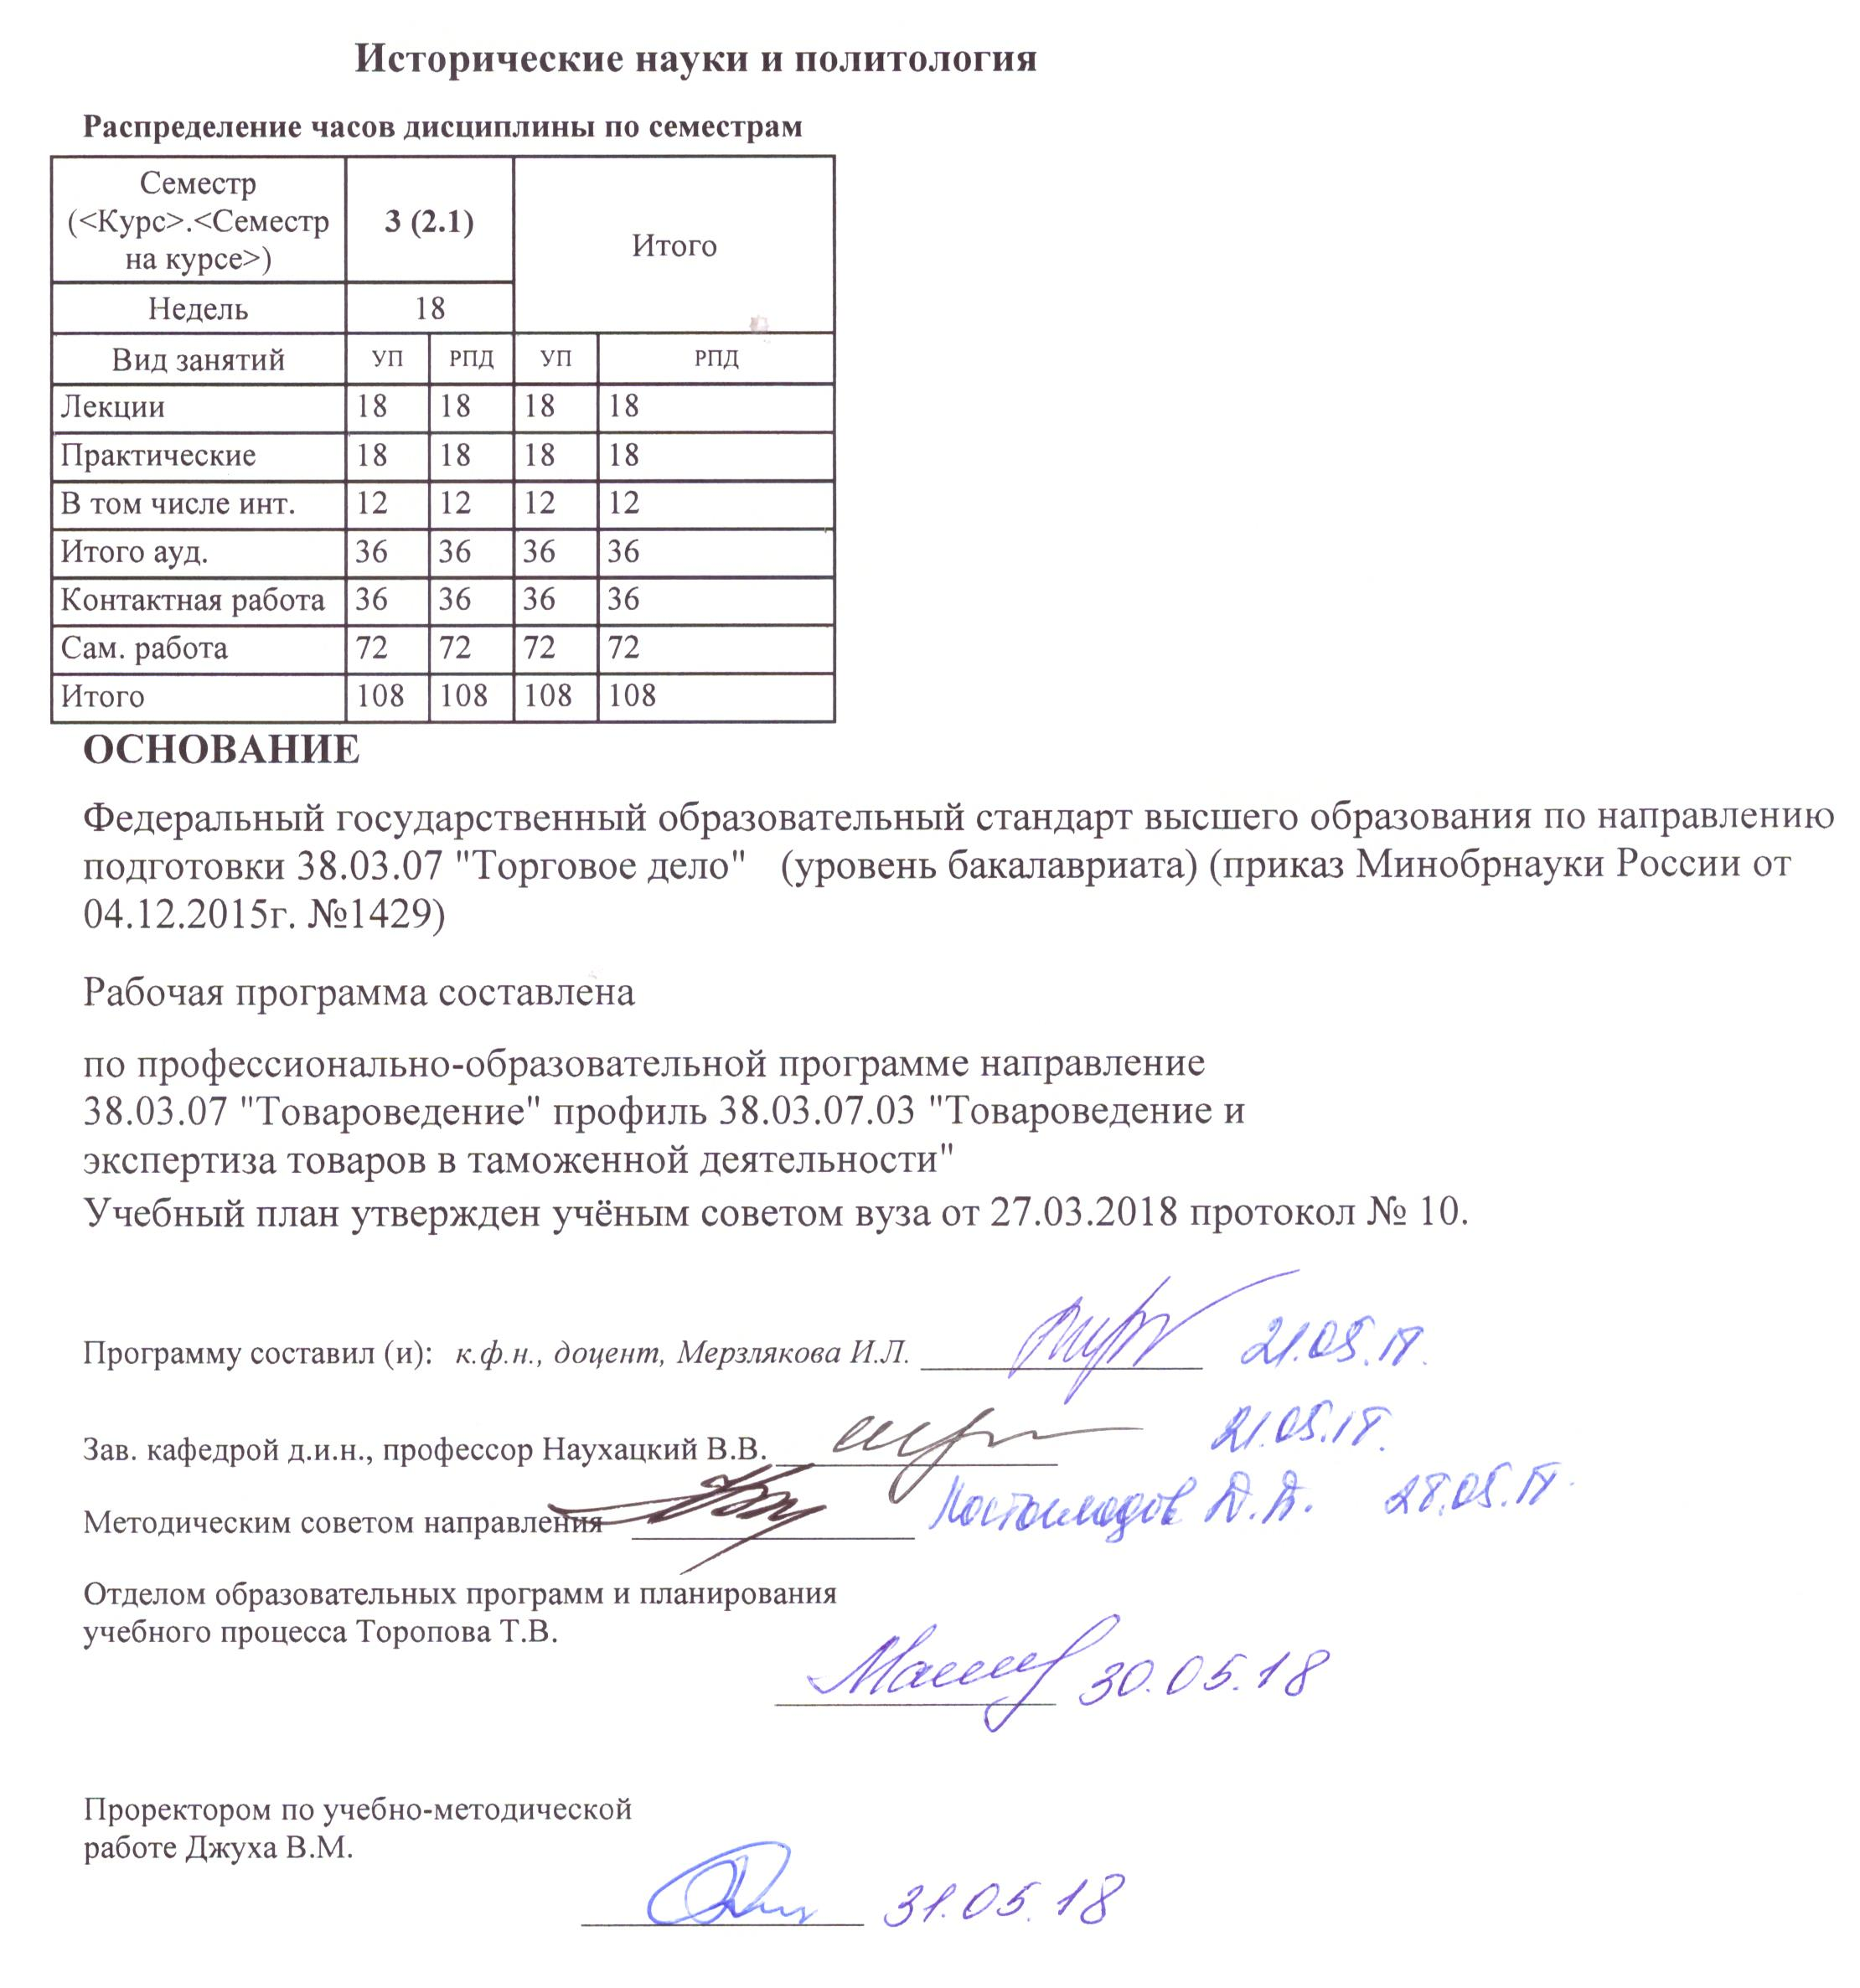 Исторические науки и политология
Распределение часов дисциплины по семестрам
Семестр
(<Курс>.<Семестр
на курсе>)
3 (2.1)
Итого
Недель 18
Вид занятий УП РПД УП РПД
Лекции 18 18 18 18
Практические 18 18 18 18
В том числе инт. 12 12 12 12
Итого ауд. 36 36 36 36
Контактная работа 36 36 36 36
Сам. работа 72 72 72 72
Итого 108 108 108 108
ОСНОВАНИЕ
Федеральный государственный образовательный стандарт высшего образования по направлению
подготовки 38.03.07 "Торговое дело" (уровень бакалавриата) (приказ Минобрнауки России от
04.12.2015г. №1429)
Рабочая программа составлена
по профессионально-образовательной программе направление
38.03.07 "Товароведение" профиль 38.03.07.03 "Товароведение и
экспертиза товаров в таможенной деятельности"
Учебный план утвержден учёным советом вуза от 27.03.2018 протокол № 10.
Программу составил (и): к.ф.н., доцент, Мерзлякова И.Л. 21.05.18.
Зав. кафедрой д.и.н., профессор Наухацкий В.В. 21.05.18.
Методическим советом направления Д.Д. 28.05.18.
Отделом образовательных программ и планирования
учебного процесса Торопова Т.В.
30.05.18
Проректором по учебно-методической
работе Джуха В.М.
31.05.18